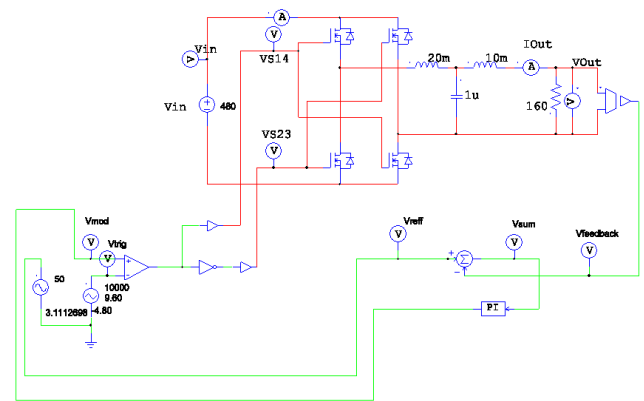 A
Vin
V
V
VS14
Vin
480
20m
10m
IOut
A
VOut
1u
160
V
VS23
V
Vmod
Vtrig
V
V
50
10000
9.60
3.1112698
-4.80
Vreff
V
Vsum
V
Vfeedback
V
PI